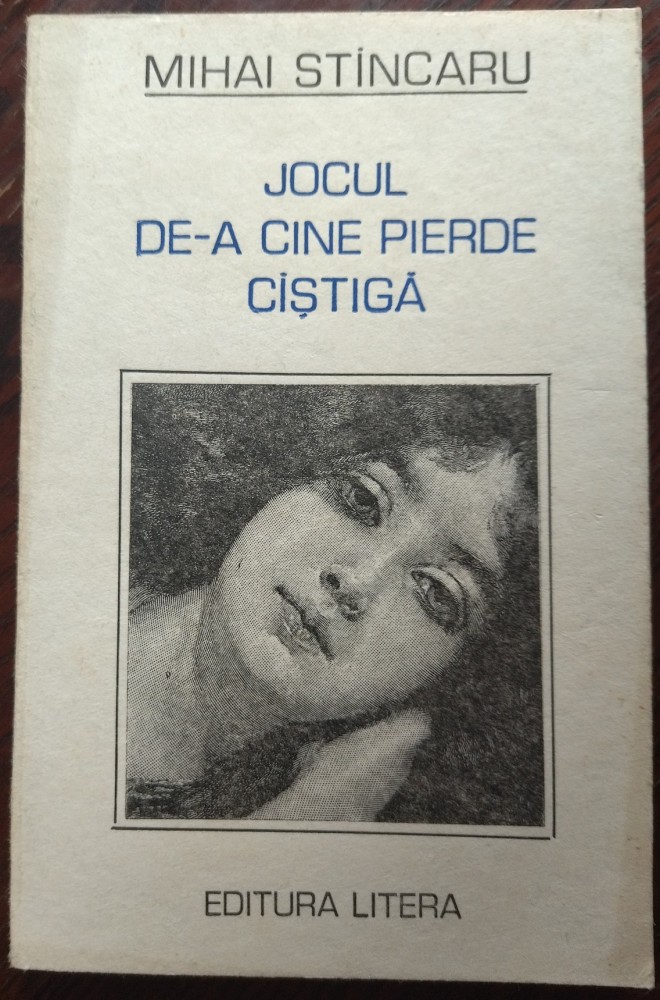 MIHAI STÎNCARU
JOCUL
DE-A CINE PIERDE
CÎȘTIGĂ
EDITURA LITERA